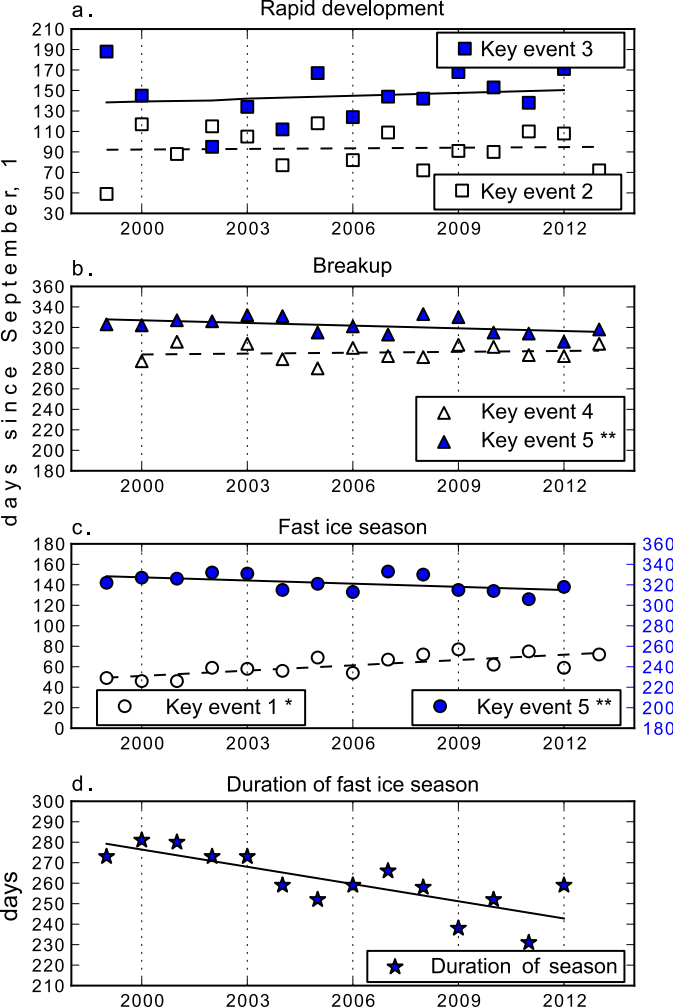 a.
Rapid development
210
190
170
150
130
110
90
70
50
30
Key event 3
Key event 2
2000 2003 2006 2009 2012
days since September, 1
b.
Breakup
360
340
320
300
280
260
240
220
200
180
Key event 4
Key event 5 **
2000 2003 2006 2009 2012
c.
Fast ice season
180
160
140
120
100
80
60
40
20
0
360
340
320
300
280
260
240
220
200
180
Key event 1 *
Key event 5 **
2000 2003 2006 2009 2012
d.
Duration of fast ice season
300
290
280
270
260
250
240
230
220
210
days
Duration of season
2000 2003 2006 2009 2012